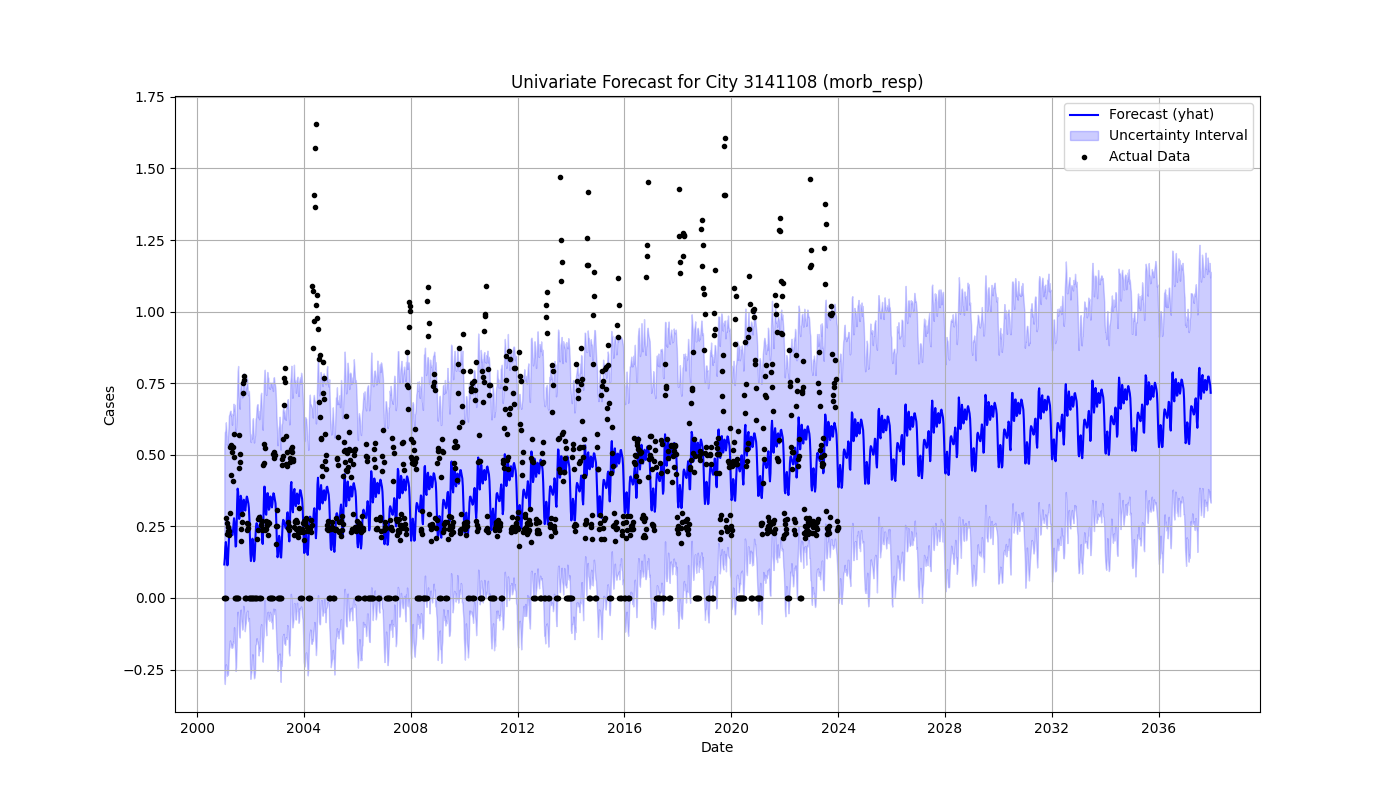 Univariate Forecast for City 3141108 (morb_resp)
Forecast (yhat)
Uncertainty Interval
Actual Data
Cases
1.75
1.50
1.25
1.00
0.75
0.50
0.25
0.00
−0.25
2000 2004 2008 2012 2016 2020 2024 2028 2032 2036
Date